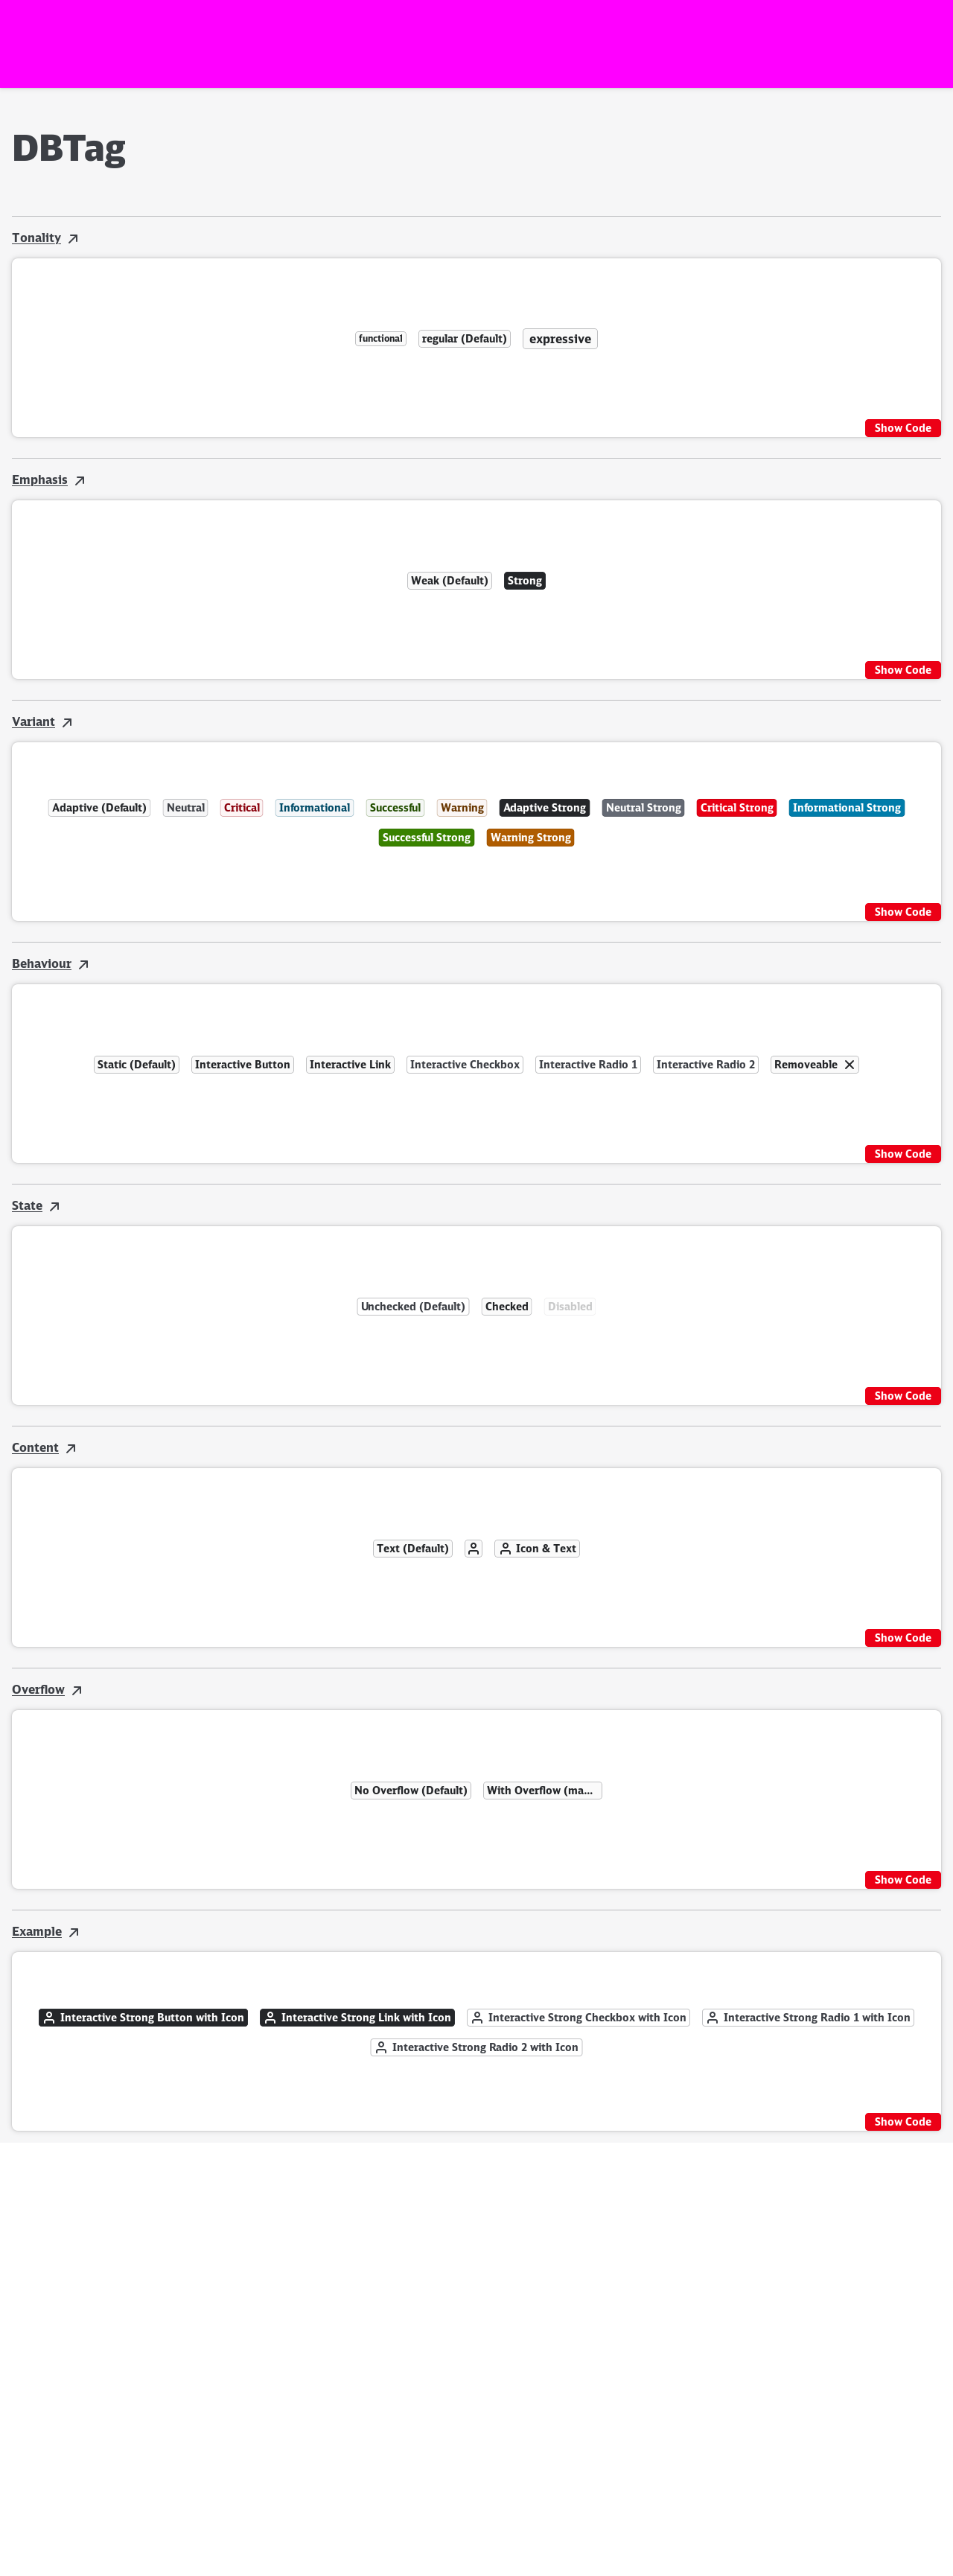 DBTag
Tonality
functional regular (Default) expressive
Show Code
Emphasis
Weak (Default) Strong
Show Code
Variant
Adaptive (Default) Neutral Critical Informational Successful Warning Adaptive Strong Neutral Strong Critical Strong Informational Strong
Successful Strong Warning Strong
Show Code
Behaviour
Static (Default) Interactive Button Interactive Link Interactive Checkbox Interactive Radio 1 Interactive Radio 2 Removeable
Show Code
State
Unchecked (Default) Checked Disabled
Show Code
Content
Text (Default) Icon & Text
Show Code
Overflow
No Overflow (Default) With Overflow (ma...
Show Code
Example
Interactive Strong Button with Icon Interactive Strong Link with Icon Interactive Strong Checkbox with Icon Interactive Strong Radio 1 with Icon
Interactive Strong Radio 2 with Icon
Show Code